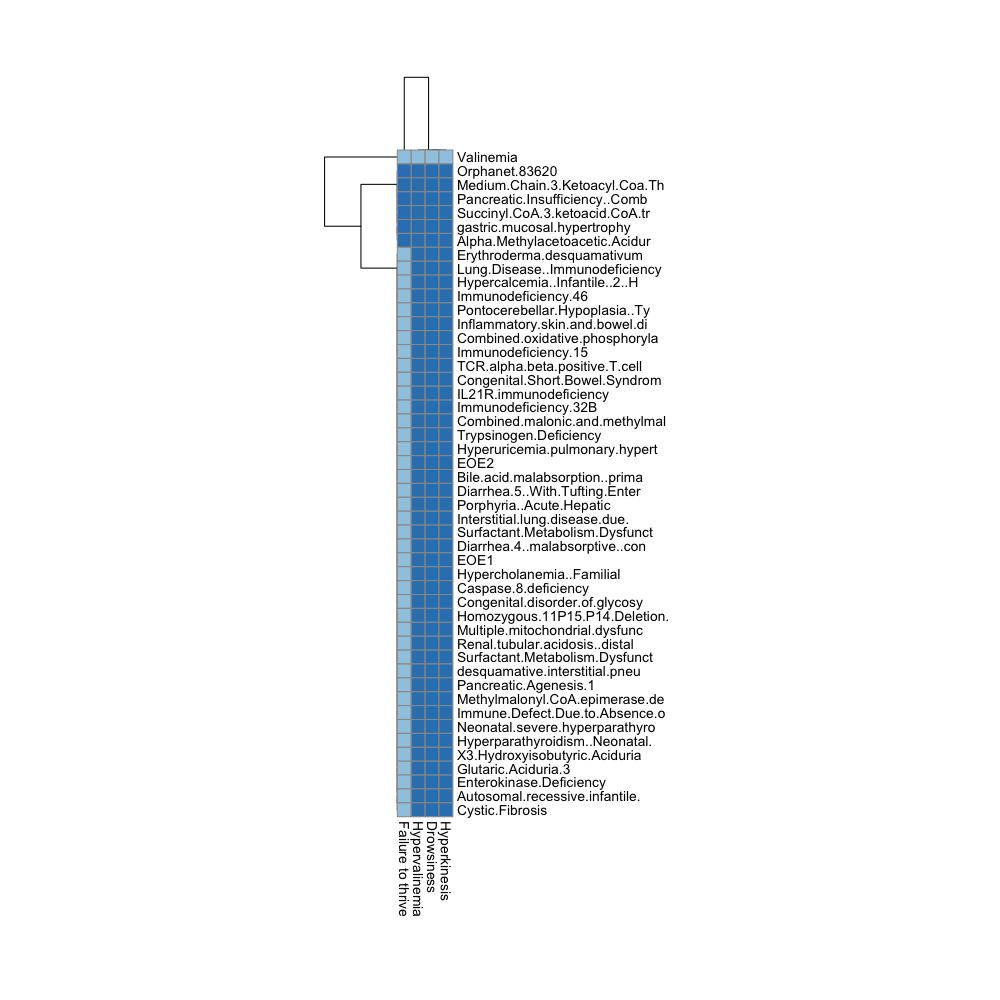 Valinemia
Orphanet.83620
Medium.Chain.3.Ketoacyl.Coa.Th
Pancreatic.Insufficiency..Comb
Succinyl.CoA.3.ketoacid.CoA.tr
gastric.mucosal.hypertrophy
Alpha.Methylacetoacetic.Acidur
Erythroderma.desquamativum
Lung.Disease..Immunodeficiency
Hypercalcemia..Infantile..2..H
Immunodeficiency.46
Pontocerebellar.Hypoplasia..Ty
Inflammatory.skin.and.bowel.di
Combined.oxidative.phosphoryla
Immunodeficiency.15
TCR.alpha.beta.positive.T.cell
Congenital.Short.Bowel.Syndrom
IL21R.immunodeficiency
Immunodeficiency.32B
Combined.malonic.and.methylmal
Trypsinogen.Deficiency
Hyperuricemia.pulmonary.hypert
EOE2
Bile.acid.malabsorption..prima
Diarrhea.5..With.Tufting.Enter
Porphyria..Acute.Hepatic
Interstitial.lung.disease.due.
Surfactant.Metabolism.Dysfunct
Diarrhea.4..malabsorptive..con
EOE1
Hypercholanemia..Familial
Caspase.8.deficiency
Congenital.disorder.of.glycosy
Homozygous.11P15.P14.Deletion.
Multiple.mitochondrial.dysfunc
Renal.tubular.acidosis..distal
Surfactant.Metabolism.Dysfunct
desquamative.interstitial.pneu
Pancreatic.Agenesis.1
Methylmalonyl.CoA.epimerase.de
Immune.Defect.Due.to.Absence.o
Neonatal.severe.hyperparathyro
Hyperparathyroidism..Neonatal.
X3.Hydroxyisobutyric.Aciduria
Glutaric.Aciduria.3
Enterokinase.Deficiency
Autosomal.recessive.infantile.
Cystic.Fibrosis
Failure to thrive
Hypervalinemia
Drowsiness
Hyperkinesis